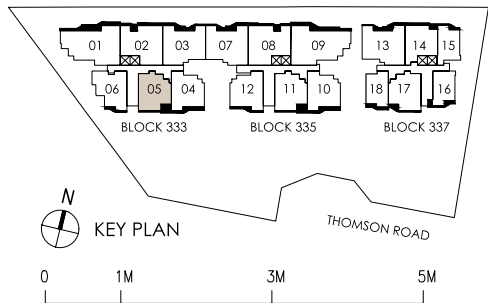 01 02 03 07 08 09 13 14 15
06 05 04 12 11 10 18 17 16
BLOCK 333 BLOCK 335 BLOCK 337
THOMSON ROAD
N
KEY PLAN
0 1M 3M 5M